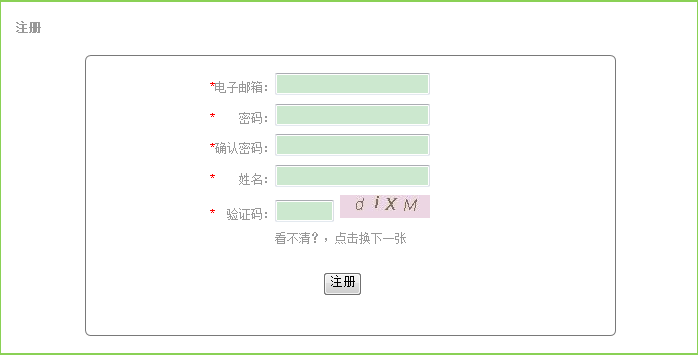 注册
*电子邮箱：
* 密码：
*确认密码：
* 姓名：
* 验证码： d i X M
看不清？，点击换下一张
注册